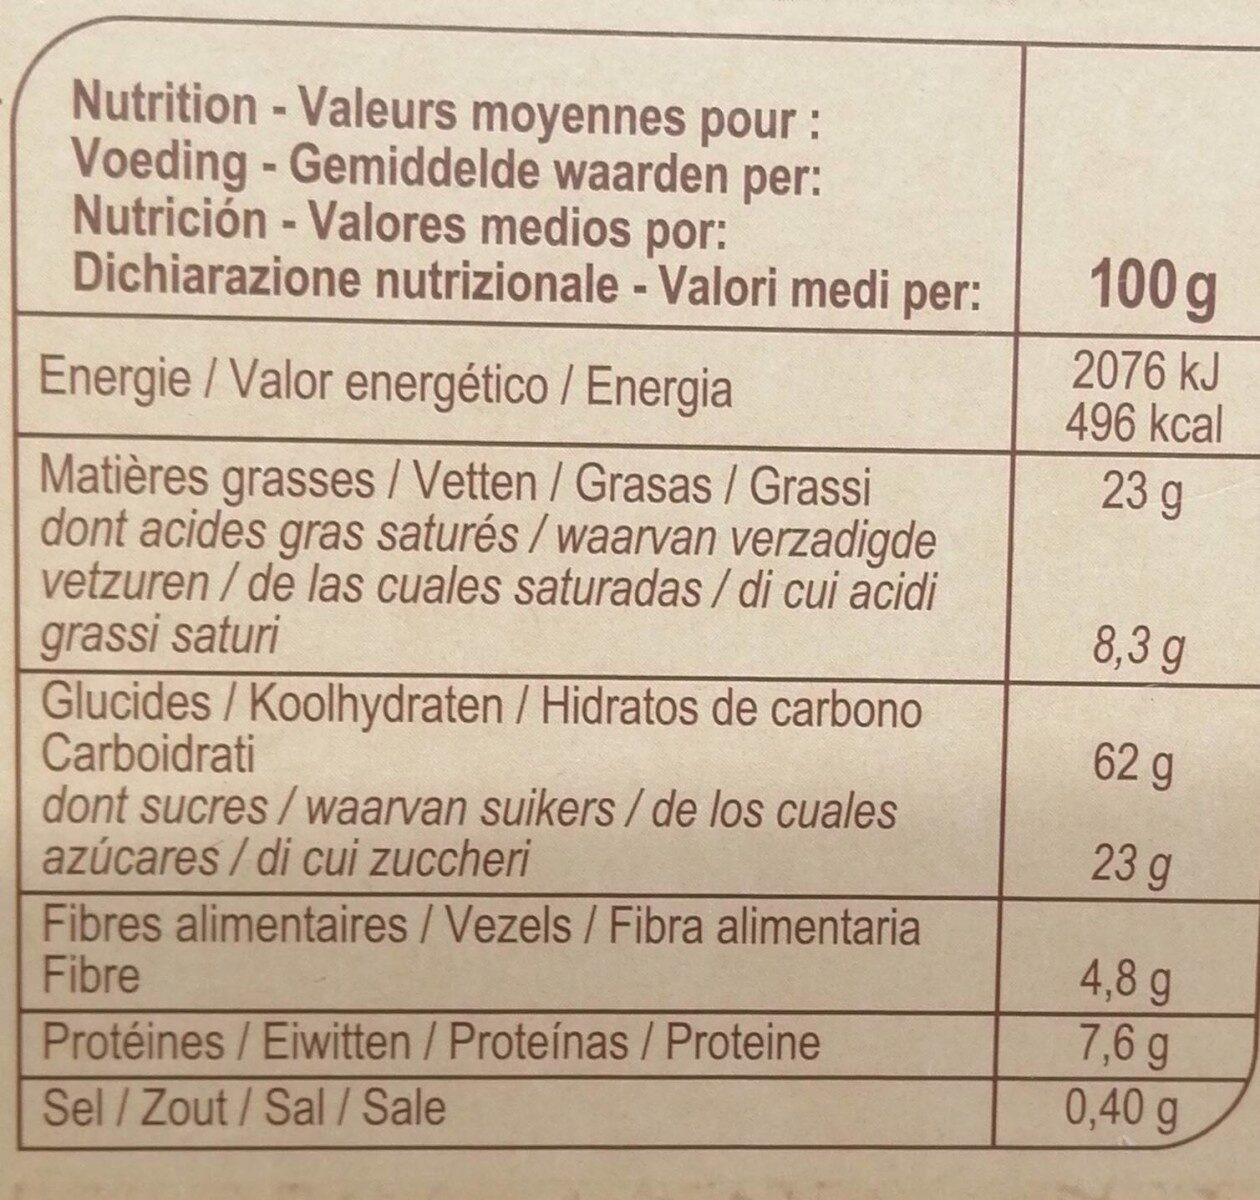 Nutrition - Valeurs moyennes pour :
Voeding - Gemiddelde waarden per:
Nutrición - Valores medios por:
Dichiarazione nutrizionale - Valori medi per: 100 g
Energie / Valor energético / Energia 2076 kJ
496 kcal
Matières grasses / Vetten / Grasas / Grassi 23 g
dont acides gras saturés / waarvan verzadigde
vetzuren / de las cuales saturadas / di cui acidi
grassi saturi 8,3 g
Glucides / Koolhydraten / Hidratos de carbono
Carboidrati 62 g
dont sucres / waarvan suikers / de los cuales
azúcares / di cui zuccheri 23 g
Fibres alimentaires / Vezels / Fibra alimentaria
Fibre 4,8 g
Protéines / Eiwitten / Proteínas / Proteine 7,6 g
Sel / Zout / Sal / Sale 0,40 g